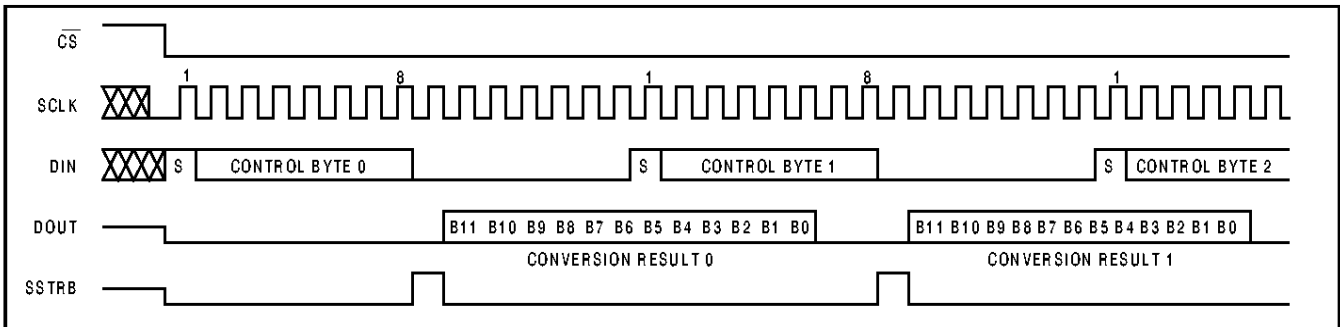 CS
1 8 1 8 1
SCLK
DIN S CONTROL BYTE 0 S CONTROL BYTE 1 S CONTROL BYTE 2
DOUT B11 B10 B9 B8 B7 B6 B5 B4 B3 B2 B1 B0 B11 B10 B9 B8 B7 B6 B5 B4 B3 B2 B1 B0
CONVERSION RESULT 0 CONVERSION RESULT 1
SSTRB